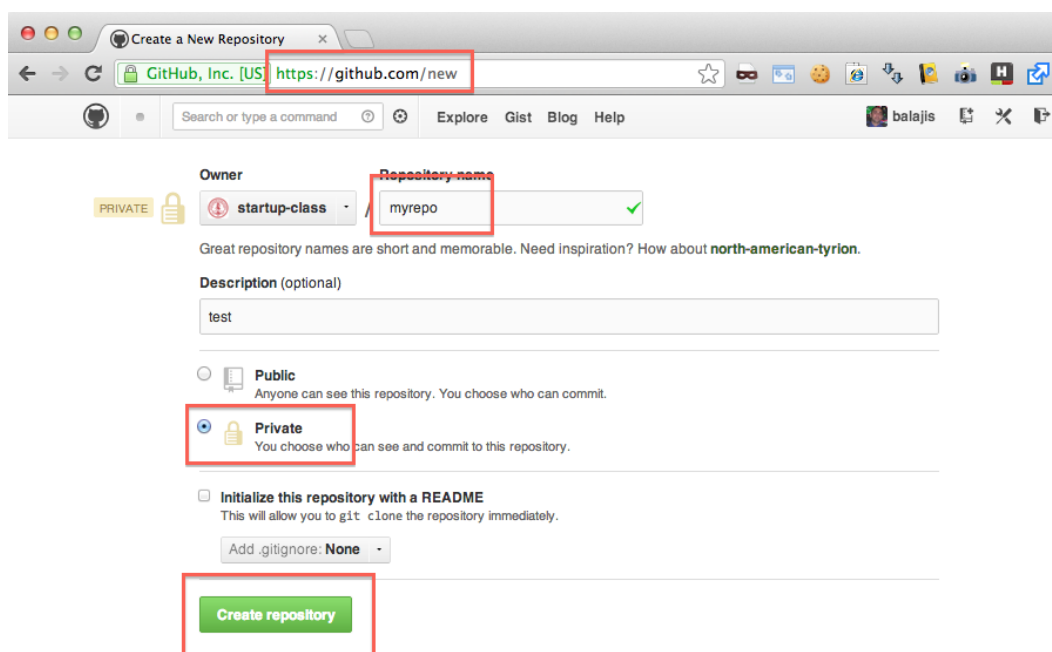 Create a New Repository
GitHub, Inc. [US] https://github.com/new
Search or type a command Explore Gist Blog Help balajis
Owner Repository name
PRIVATE startup-class / myrepo
Great repository names are short and memorable. Need inspiration? How about north-american-tyrion.
Description (optional)
test
Public
Anyone can see this repository. You choose who can commit.
Private
You choose who can see and commit to this repository.
Initialize this repository with a README
This will allow you to git clone the repository immediately.
Add .gitignore: None
Create repository